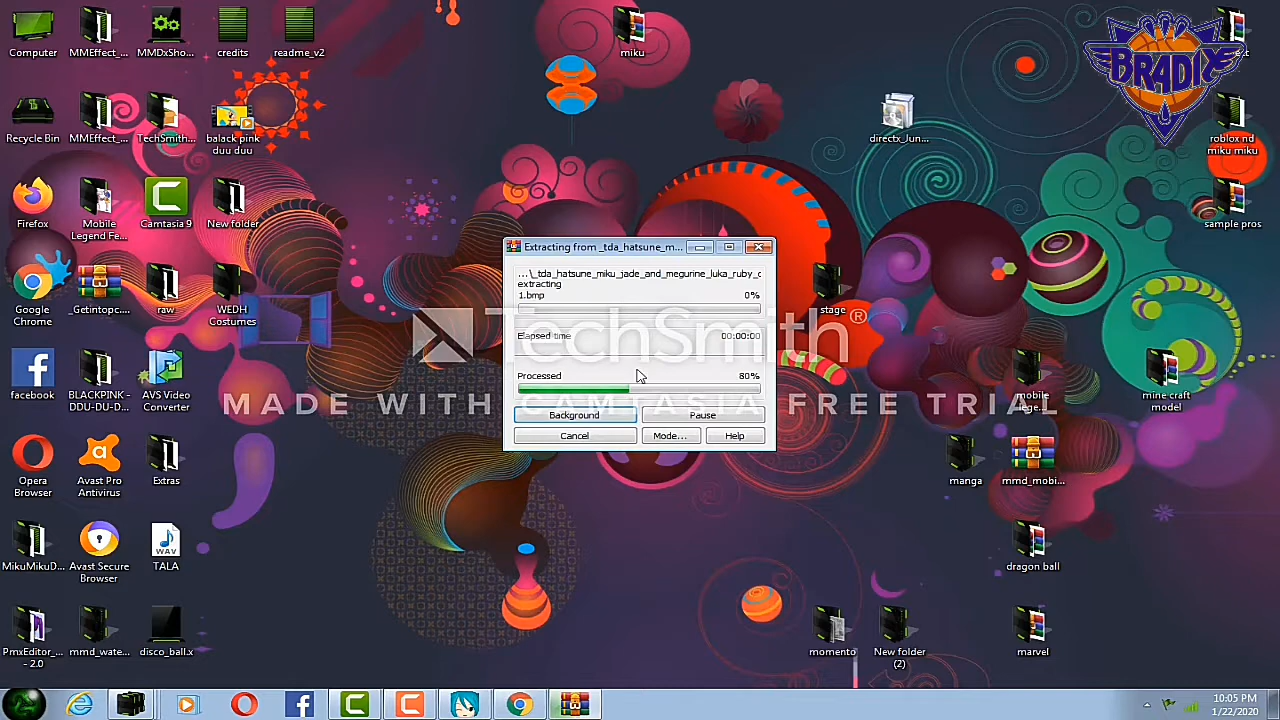 Computer
MMEffect_...
MMDxSho...
credits
readme_v2
miku
BRADIX
Recycle Bin
MMEffect_...
TechSmith...
balack pink
duu duu
directx_Jun...
roblox nd
miku miku
Firefox
Mobile
Legend Fe...
Camtasia 9
New folder
sample pros
Extracting from _tda_hatsune_m...
...\_tda_hatsune_miku_jade_and_megurine_luka_ruby_c
extracting
1.bmp
0%
Elapsed time
00:00:00
Processed
80%
Background
Pause
Cancel
Mode...
Help
TechSmith®
MADE WITH CAMTASIA FREE TRIAL
Google
Chrome
_Getintopc....
raw
WEDH
Costumes
stage
facebook
BLACKPINK -
DDU-DU-D...
AVS Video
Converter
mobile
mine craft
model
Opera
Browser
Avast Pro
Antivirus
Extras
manga
mmd_mobi...
MikuMikuD...
Avast Secure
Browser
WAV
TALA
dragon ball
PmxEditor_...
- 2.0
mmd_wate...
disco_ball.x
momento
New folder
(2)
marvel
10:05 PM
1/22/2020